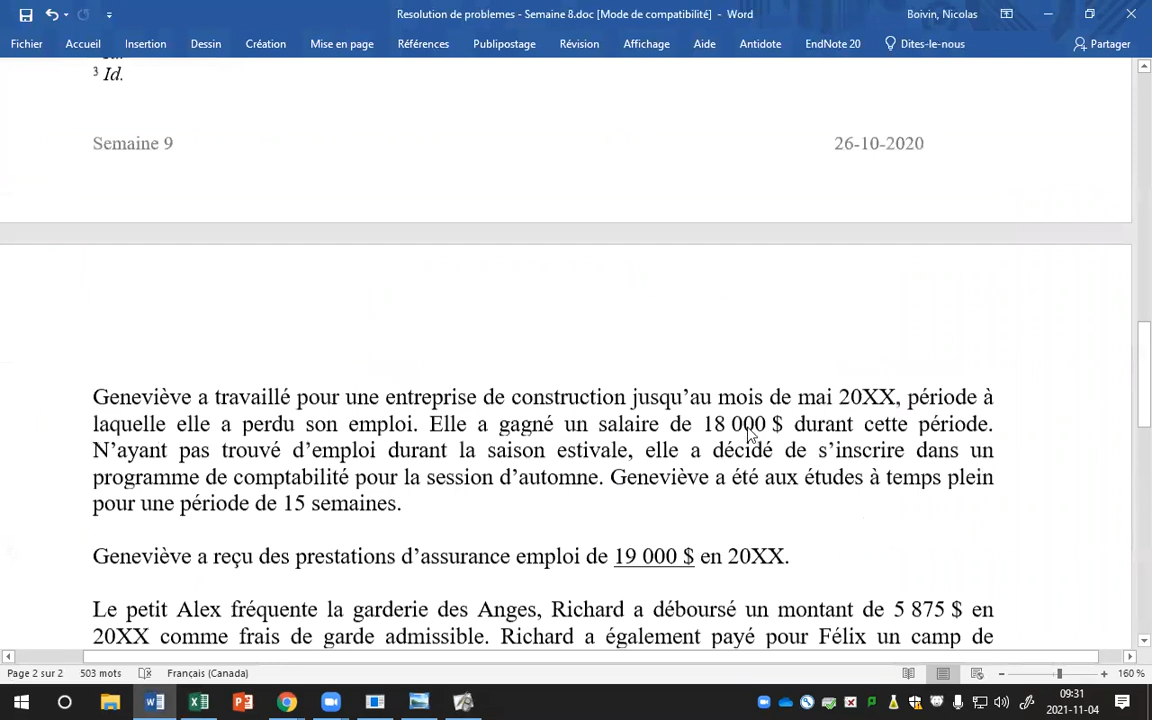 Resolution de problemes - Semaine 8.doc [Mode de compatibilité] - Word
Boivin, Nicolas
Fichier Accueil Insertion Dessin Création Mise en page Références Publipostage Révision Affichage Aide Antidote EndNote 20 Dites-le-nous Partager
3 Id.
Semaine 9 26-10-2020
Geneviève a travaillé pour une entreprise de construction jusqu'au mois de mai 20XX, période à
laquelle elle a perdu son emploi. Elle a gagné un salaire de 18 000 $ durant cette période.
N'ayant pas trouvé d'emploi durant la saison estivale, elle a décidé de s'inscrire dans un
programme de comptabilité pour la session d'automne. Geneviève a été aux études à temps plein
pour une période de 15 semaines.
Geneviève a reçu des prestations d'assurance emploi de 19 000 $ en 20XX.
Le petit Alex fréquente la garderie des Anges, Richard a déboursé un montant de 5 875 $ en
20XX comme frais de garde admissible. Richard a également payé pour Félix un camp de
Page 2 sur 2 503 mots Français (Canada) 160 %
09:31
2021-11-04